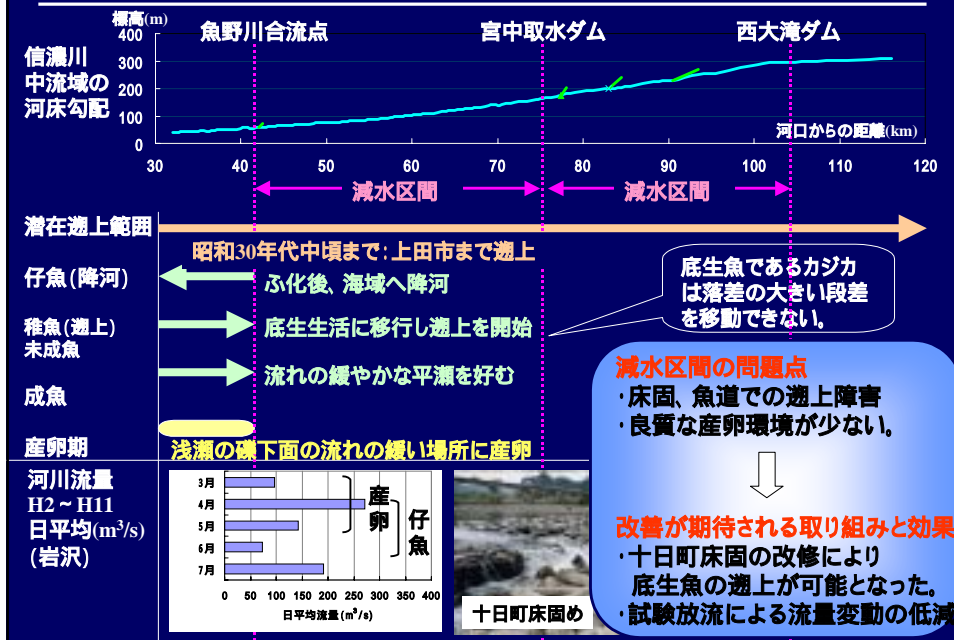 標高(m)
魚野川合流点
宮中取水ダム
西大滝ダム
信濃川
中流域の
河床勾配
400
300
200
100
0
河口からの距離(km)
30 40 50 60 70 80 90 100 110 120
減水区間
減水区間
潜在遡上範囲
昭和30年代中頃まで：上田市まで遡上
仔魚(降河)
ふ化後、海域へ降河
稚魚(遡上)
未成魚
底生生活に移行し遡上を開始
成魚
流れの緩やかな平瀬を好む
産卵期
浅瀬の礫下面の流れの緩い場所に産卵
底生魚であるカジカ
は落差の大きい段差
を移動できない。
減水区間の問題点
・床固、魚道での遡上障害
・良質な産卵環境が少ない。
改善が期待される取り組みと効果
・十日町床固の改修により
底生魚の遡上が可能となった。
・試験放流による流量変動の低減
河川流量
H2～H11
日平均(m³/s)
(岩沢)
3月
4月
5月
6月
7月
産卵
仔魚
0 50 100 150 200 250 300 350 400
日平均流量(m³/s)
十日町床固め